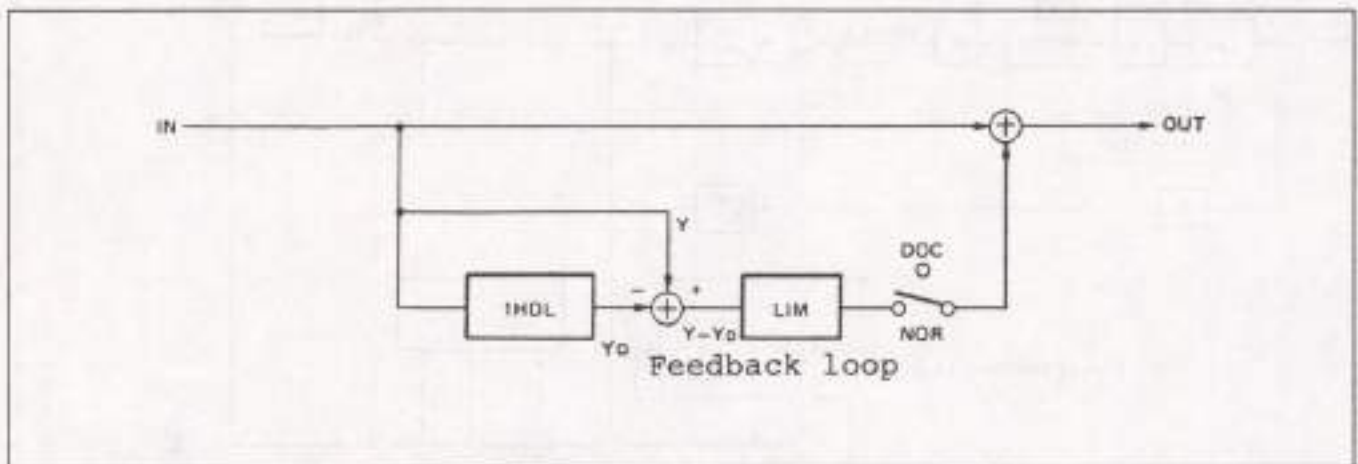 IN
OUT
Y
DOC
1HDL
− +
LIM
YD
Y−YD
NOR
Feedback loop